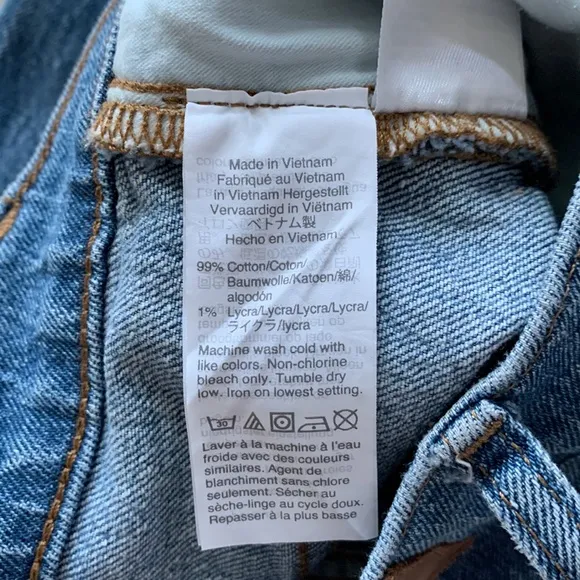 Made in Vietnam
Fabriqué au Vietnam
In Vietnam Hergestellt
Vervaardigd in Viëtnam
ベトナム製
Hecho en Vietnam
99% Cotton/Coton/
Baumwolle/Katoen/綿/
algodón
1% Lycra/Lycra/Lycra/Lycra/
ライクラ/lycra
Machine wash cold with
like colors. Non-chlorine
bleach only. Tumble dry
low. Iron on lowest setting.
30
Laver à la machine à l'eau
froide avec des couleurs
similaires. Agent de
blanchiment sans chlore
seulement. Sécher au
sèche-linge au cycle doux.
Repasser à la plus basse